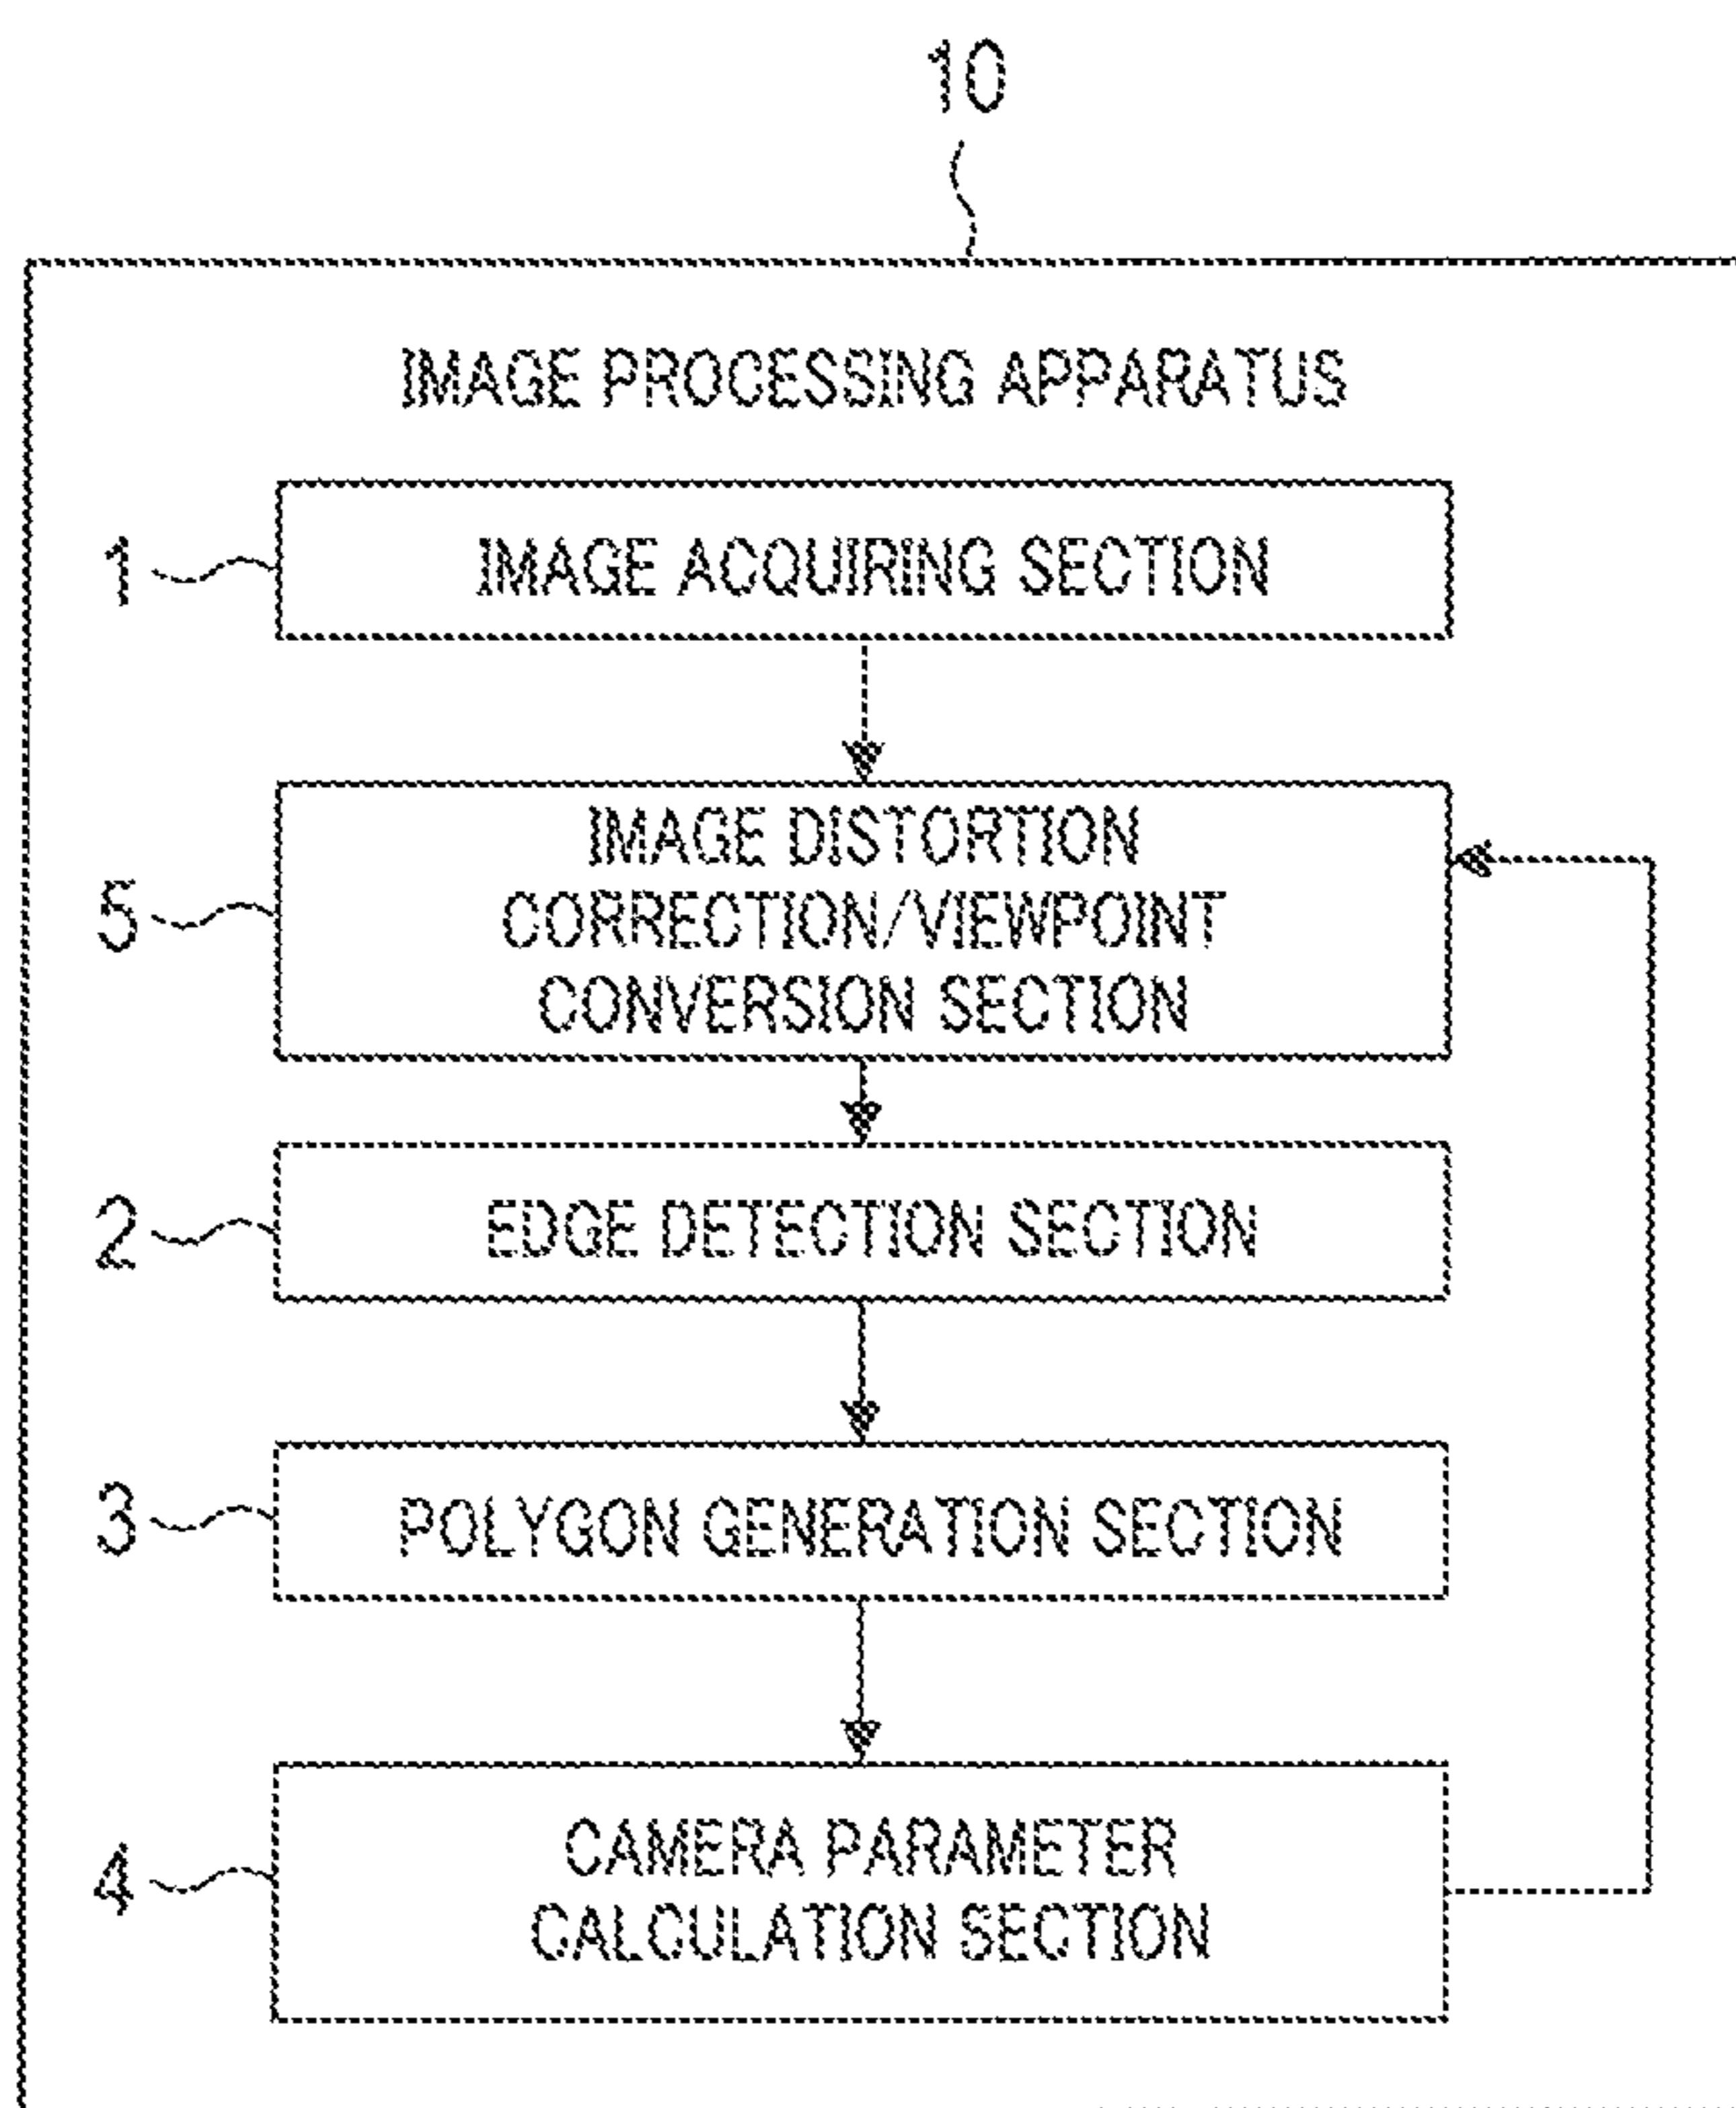 10
IMAGE PROCESSING APPARATUS
1
IMAGE ACQUIRING SECTION
5
IMAGE DISTORTION
CORRECTION/VIEWPOINT
CONVERSION SECTION
2
EDGE DETECTION SECTION
3
POLYGON GENERATION SECTION
4
CAMERA PARAMETER
CALCULATION SECTION